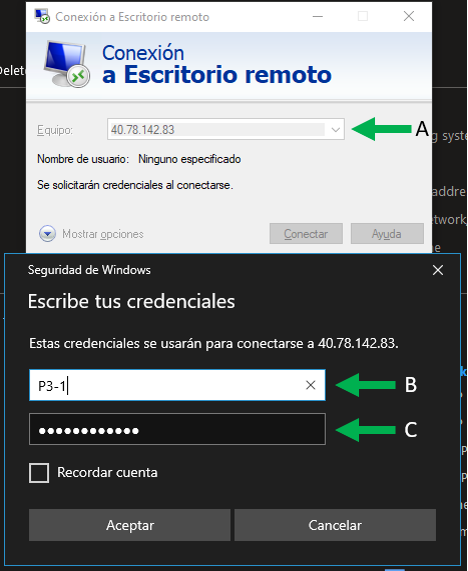 Conexión a Escritorio remoto
Delete
Conexión
a Escritorio remoto
Equipo:
40.78.142.83
A
Nombre de usuario: Ninguno especificado
Se solicitarán credenciales al conectarse.
Mostrar opciones
Conectar
Ayuda
g syste
addre
etwork
ne
Seguridad de Windows
Escribe tus credenciales
Estas credenciales se usarán para conectarse a 40.78.142.83.
P3-1
B
●●●●●●●●●●●●
C
Recordar cuenta
Aceptar
Cancelar